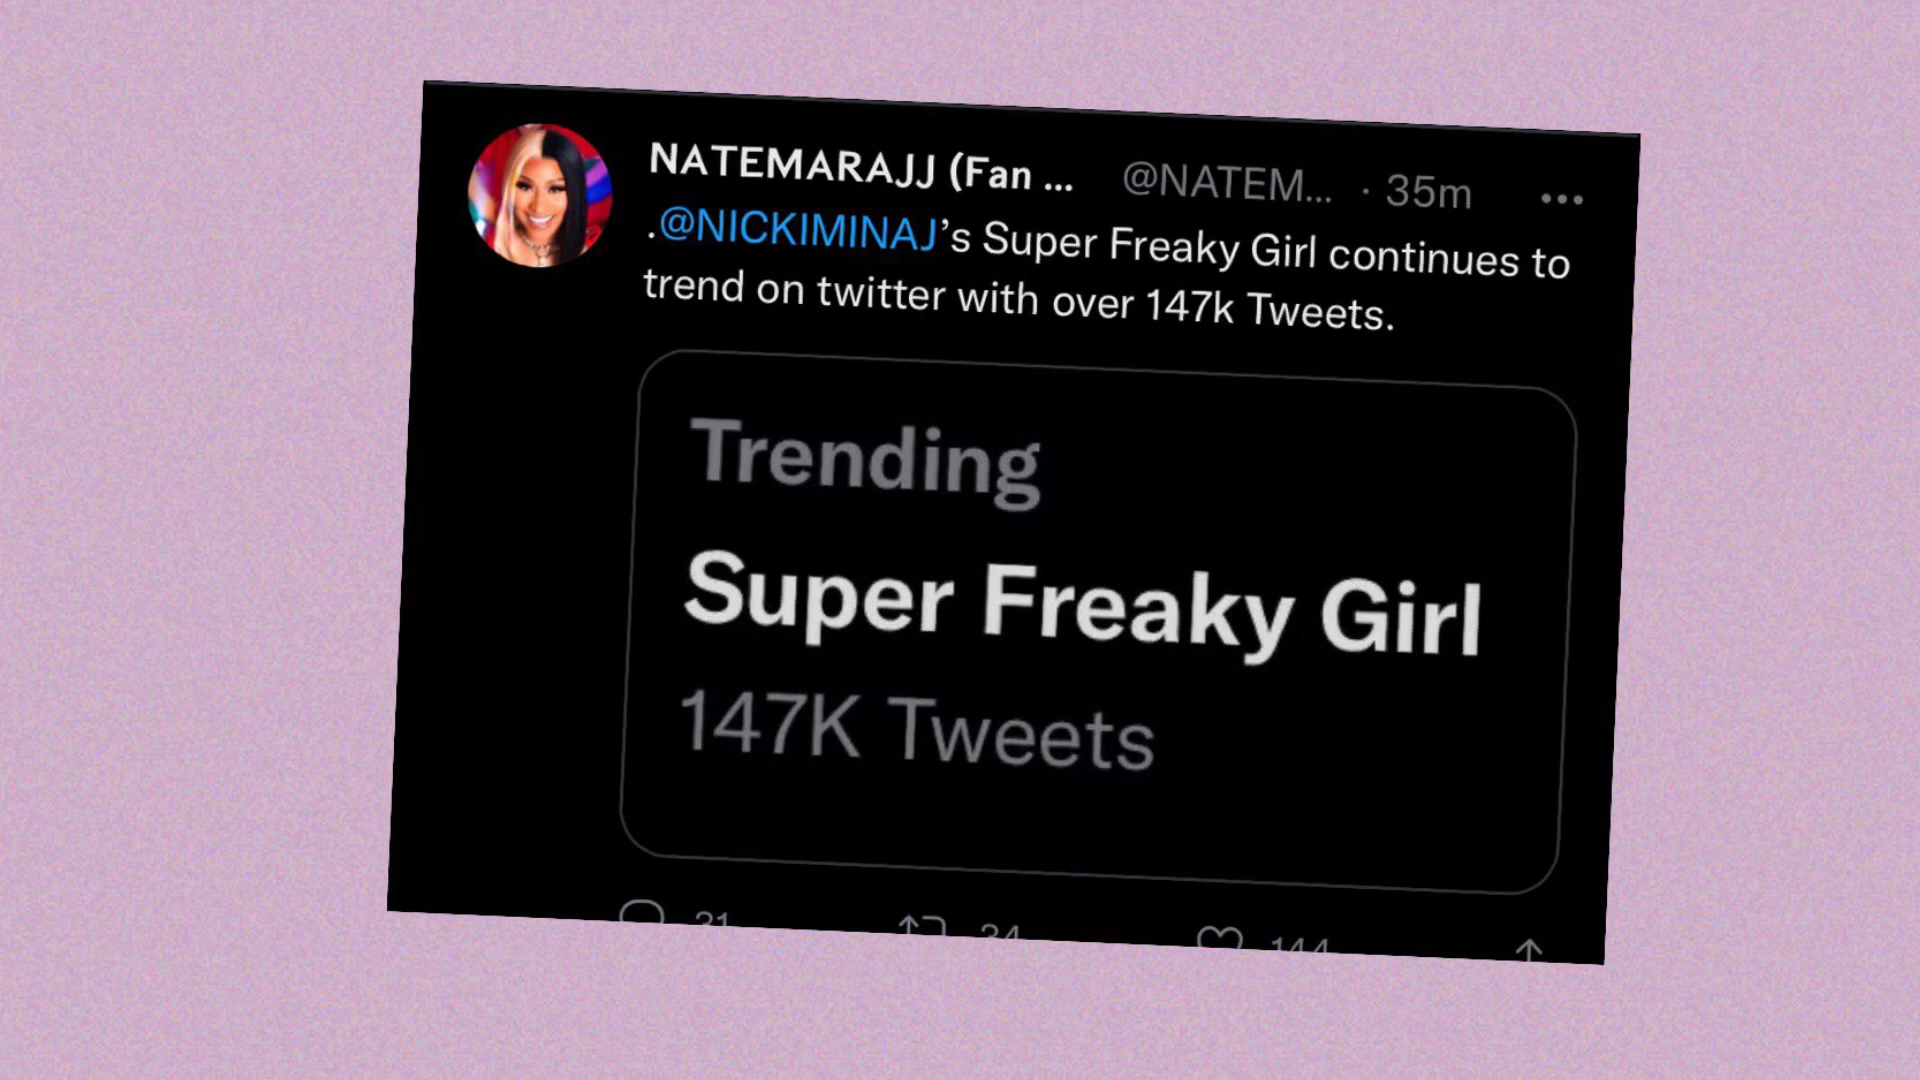 NATEMARAJJ (Fan ... @NATEM... · 35m
.@NICKIMINAJ’s Super Freaky Girl continues to
trend on twitter with over 147k Tweets.
Trending
Super Freaky Girl
147K Tweets
144